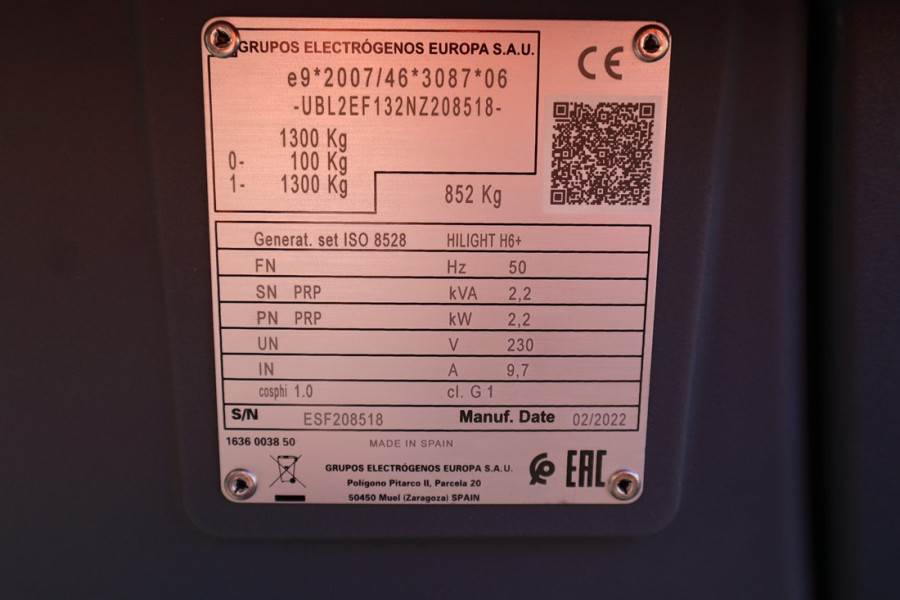 GRUPOS ELECTRÓGENOS EUROPA S.A.U.
e9*2007/46*3087*06
-UBL2EF132NZ208518-
1300 Kg
0- 100 Kg
1- 1300 Kg
852 Kg
CE
Generat. set ISO 8528 HILIGHT H6+
FN Hz 50
SN PRP kVA 2,2
PN PRP kW 2,2
UN V 230
IN A 9,7
cosphi 1.0 cl. G 1
S/N ESF208518 Manuf. Date 02/2022
1636 0038 50 MADE IN SPAIN
GRUPOS ELECTRÓGENOS EUROPA S.A.U.
Polígono Pitarco II, Parcela 20
50450 Muel (Zaragoza) SPAIN
EAC